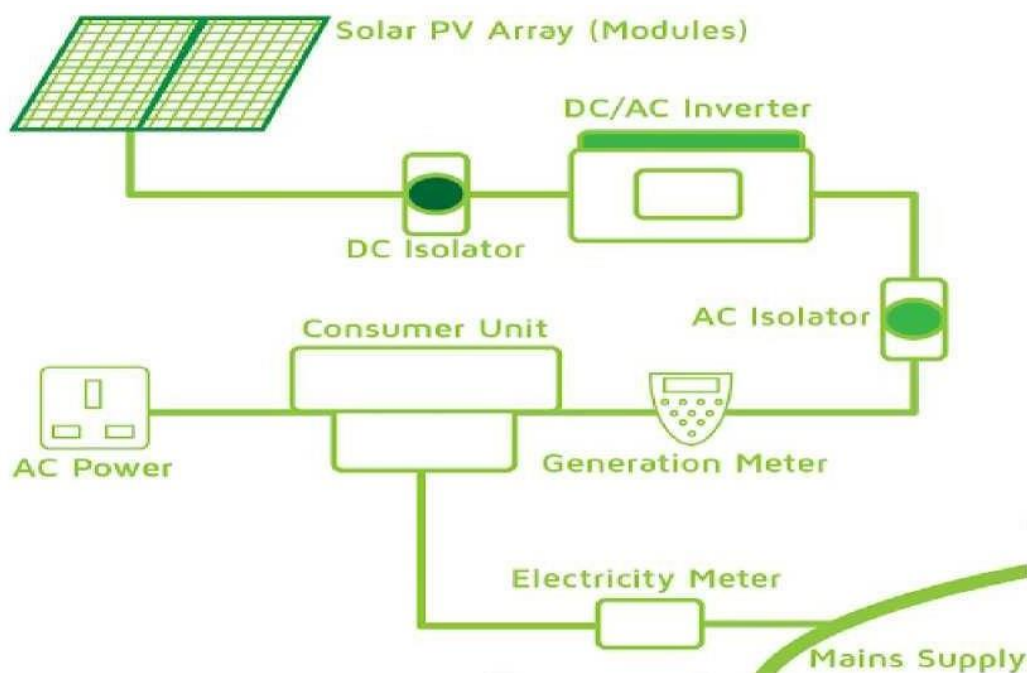 Solar PV Array (Modules)
DC/AC Inverter
DC Isolator
AC Isolator
Consumer Unit
AC Power
Generation Meter
Electricity Meter
Mains Supply